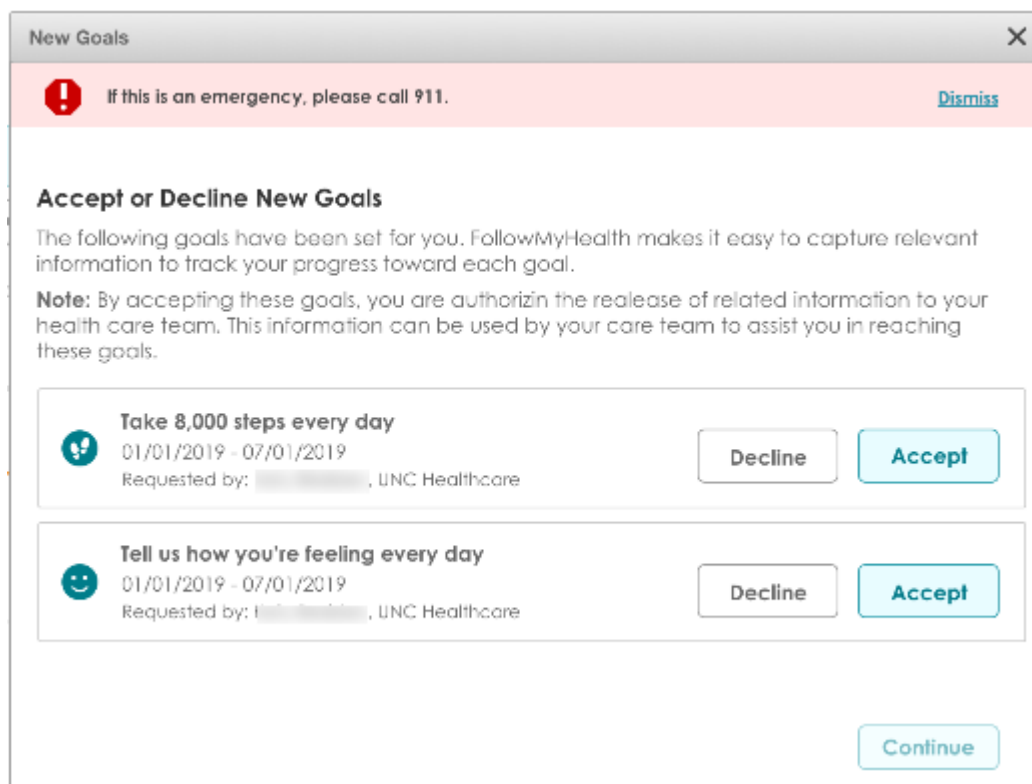 New Goals
If this is an emergency, please call 911.
Dismiss
Accept or Decline New Goals
The following goals have been set for you. FollowMyHealth makes it easy to capture relevant
information to track your progress toward each goal.
Note: By accepting these goals, you are authorizin the realease of related information to your
health care team. This information can be used by your care team to assist you in reaching
these goals.
Take 8,000 steps every day
01/01/2019 - 07/01/2019
Requested by: , UNC Healthcare
Decline
Accept
Tell us how you're feeling every day
01/01/2019 - 07/01/2019
Requested by: , UNC Healthcare
Decline
Accept
Continue